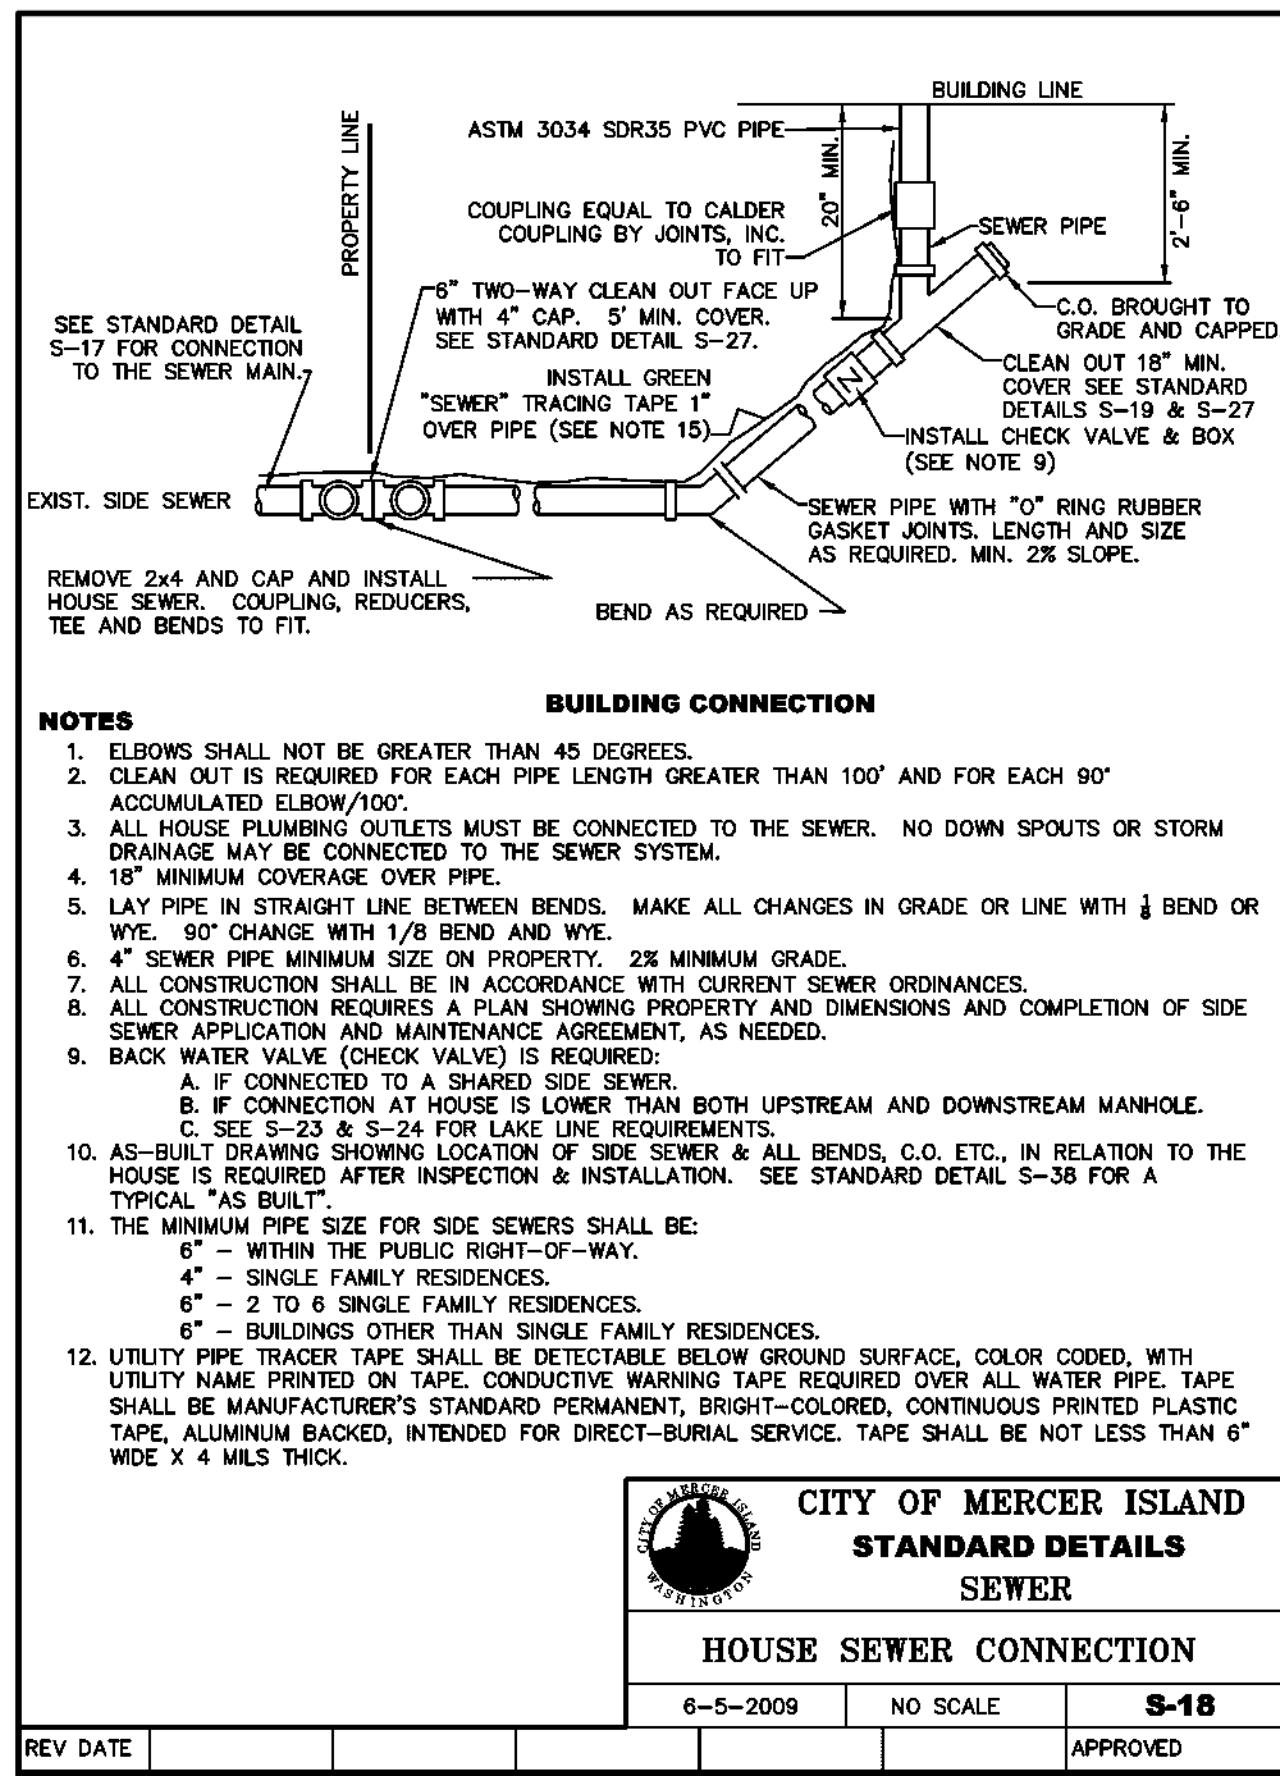 BUILDING LINE
PROPERTY LINE
ASTM 3034 SDR35 PVC PIPE
20" MIN.
2'-6" MIN.
COUPLING EQUAL TO CALDER
COUPLING BY JOINTS, INC.
TO FIT
SEWER PIPE
6" TWO-WAY CLEAN OUT FACE UP
WITH 4" CAP. 5' MIN. COVER.
SEE STANDARD DETAIL S-27.
C.O. BROUGHT TO
GRADE AND CAPPED.
SEE STANDARD DETAIL
S-17 FOR CONNECTION
TO THE SEWER MAIN.
CLEAN OUT 18" MIN.
COVER SEE STANDARD
DETAILS S-19 & S-27
INSTALL GREEN
"SEWER" TRACING TAPE 1"
OVER PIPE (SEE NOTE 15)
N
INSTALL CHECK VALVE & BOX
(SEE NOTE 9)
EXIST. SIDE SEWER
SEWER PIPE WITH "O" RING RUBBER
GASKET JOINTS. LENGTH AND SIZE
AS REQUIRED. MIN. 2% SLOPE.
REMOVE 2x4 AND CAP AND INSTALL
HOUSE SEWER. COUPLING, REDUCERS,
TEE AND BENDS TO FIT.
BEND AS REQUIRED
BUILDING CONNECTION
NOTES
1. ELBOWS SHALL NOT BE GREATER THAN 45 DEGREES.
2. CLEAN OUT IS REQUIRED FOR EACH PIPE LENGTH GREATER THAN 100' AND FOR EACH 90°
ACCUMULATED ELBOW/100°.
3. ALL HOUSE PLUMBING OUTLETS MUST BE CONNECTED TO THE SEWER. NO DOWN SPOUTS OR STORM
DRAINAGE MAY BE CONNECTED TO THE SEWER SYSTEM.
4. 18" MINIMUM COVERAGE OVER PIPE.
5. LAY PIPE IN STRAIGHT LINE BETWEEN BENDS. MAKE ALL CHANGES IN GRADE OR LINE WITH 1/8 BEND OR
WYE. 90° CHANGE WITH 1/8 BEND AND WYE.
6. 4" SEWER PIPE MINIMUM SIZE ON PROPERTY. 2% MINIMUM GRADE.
7. ALL CONSTRUCTION SHALL BE IN ACCORDANCE WITH CURRENT SEWER ORDINANCES.
8. ALL CONSTRUCTION REQUIRES A PLAN SHOWING PROPERTY AND DIMENSIONS AND COMPLETION OF SIDE
SEWER APPLICATION AND MAINTENANCE AGREEMENT, AS NEEDED.
9. BACK WATER VALVE (CHECK VALVE) IS REQUIRED:
A. IF CONNECTED TO A SHARED SIDE SEWER.
B. IF CONNECTION AT HOUSE IS LOWER THAN BOTH UPSTREAM AND DOWNSTREAM MANHOLE.
C. SEE S-23 & S-24 FOR LAKE LINE REQUIREMENTS.
10. AS-BUILT DRAWING SHOWING LOCATION OF SIDE SEWER & ALL BENDS, C.O. ETC., IN RELATION TO THE
HOUSE IS REQUIRED AFTER INSPECTION & INSTALLATION. SEE STANDARD DETAIL S-38 FOR A
TYPICAL "AS BUILT".
11. THE MINIMUM PIPE SIZE FOR SIDE SEWERS SHALL BE:
6" - WITHIN THE PUBLIC RIGHT-OF-WAY.
4" - SINGLE FAMILY RESIDENCES.
6" - 2 TO 6 SINGLE FAMILY RESIDENCES.
6" - BUILDINGS OTHER THAN SINGLE FAMILY RESIDENCES.
12. UTILITY PIPE TRACER TAPE SHALL BE DETECTABLE BELOW GROUND SURFACE, COLOR CODED, WITH
UTILITY NAME PRINTED ON TAPE. CONDUCTIVE WARNING TAPE REQUIRED OVER ALL WATER PIPE. TAPE
SHALL BE MANUFACTURER'S STANDARD PERMANENT, BRIGHT-COLORED, CONTINUOUS PRINTED PLASTIC
TAPE, ALUMINUM BACKED, INTENDED FOR DIRECT-BURIAL SERVICE. TAPE SHALL BE NOT LESS THAN 6"
WIDE X 4 MILS THICK.
CITY OF MERCER ISLAND
WASHINGTON
CITY OF MERCER ISLAND
STANDARD DETAILS
SEWER
HOUSE SEWER CONNECTION
6-5-2009 NO SCALE S-18
REV DATE APPROVED